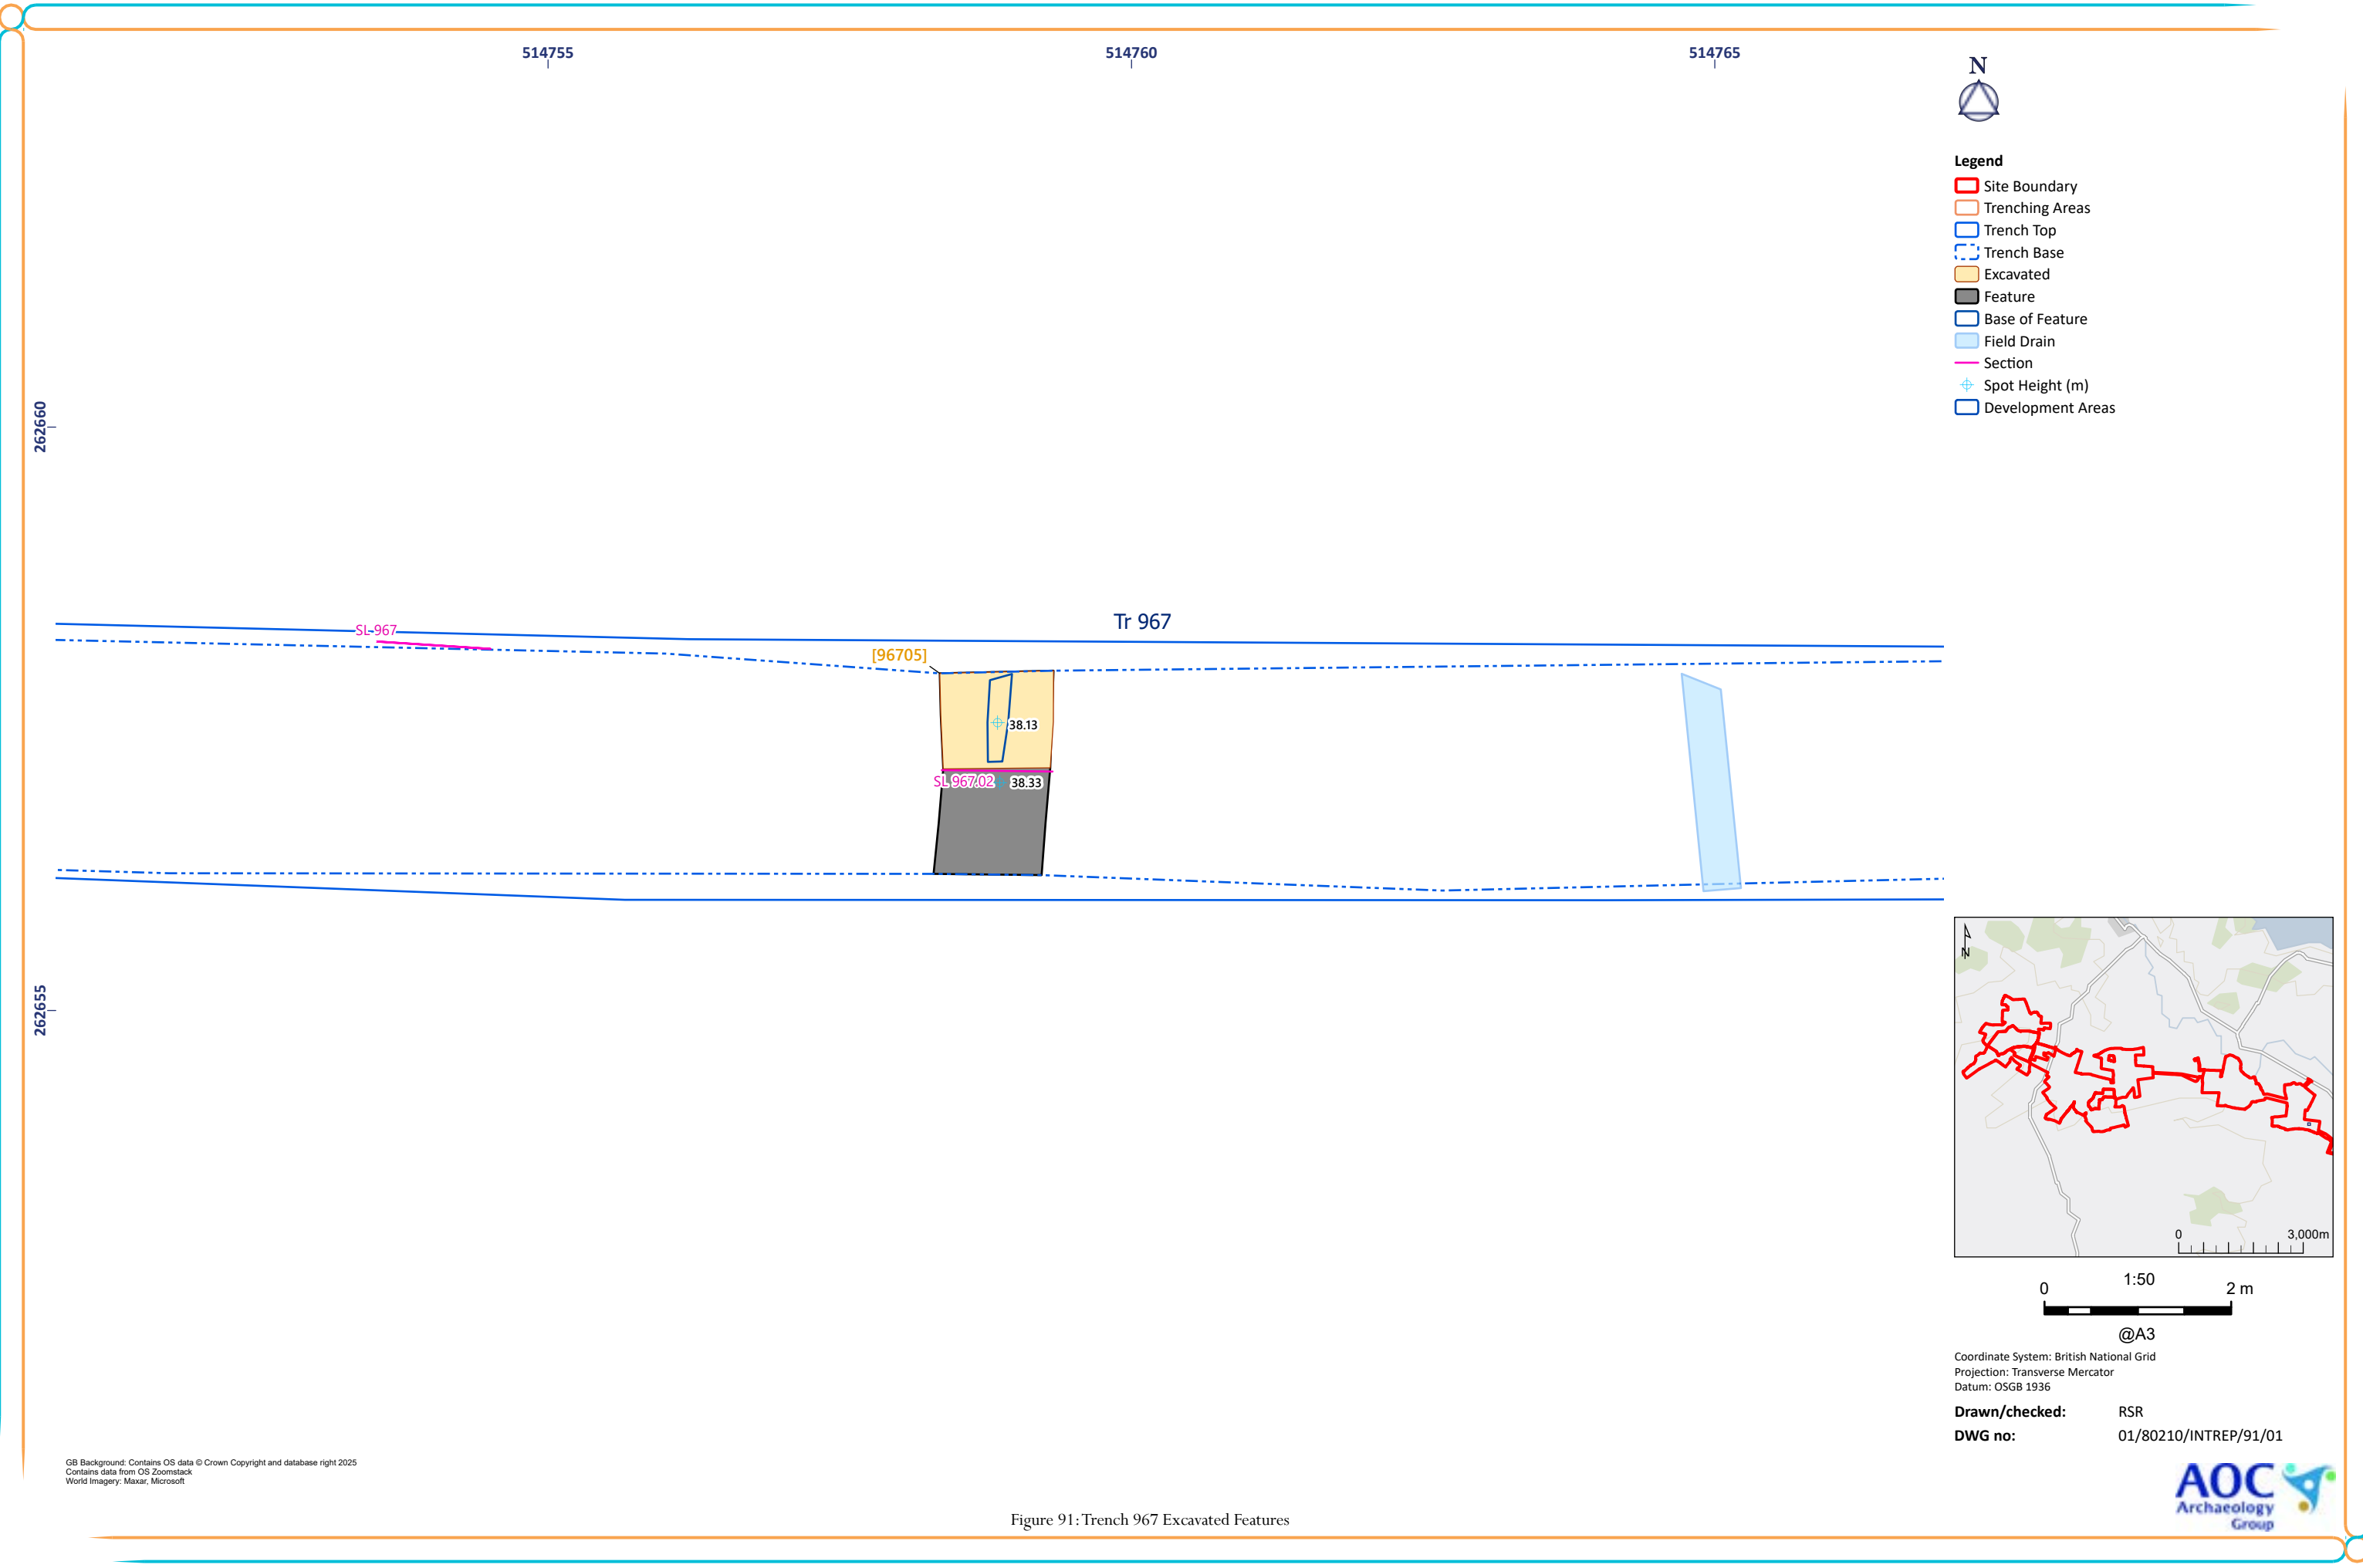 514755
514760
514765
N
Legend
Site Boundary
Trenching Areas
Trench Top
Trench Base
Excavated
Feature
Base of Feature
Field Drain
Section
Spot Height (m)
Development Areas
262660
Tr 967
SL 967
[96705]
38.13
SL 967.02
38.33
262655
N
0 3,000m
1:50
0 2 m
@A3
Coordinate System: British National Grid
Projection: Transverse Mercator
Datum: OSGB 1936
Drawn/checked: RSR
DWG no: 01/80210/INTREP/91/01
GB Background: Contains OS data © Crown Copyright and database right 2025
Contains data from OS Zoomstack
World Imagery: Maxar, Microsoft
AOC
Archaeology
Group
Figure 91: Trench 967 Excavated Features